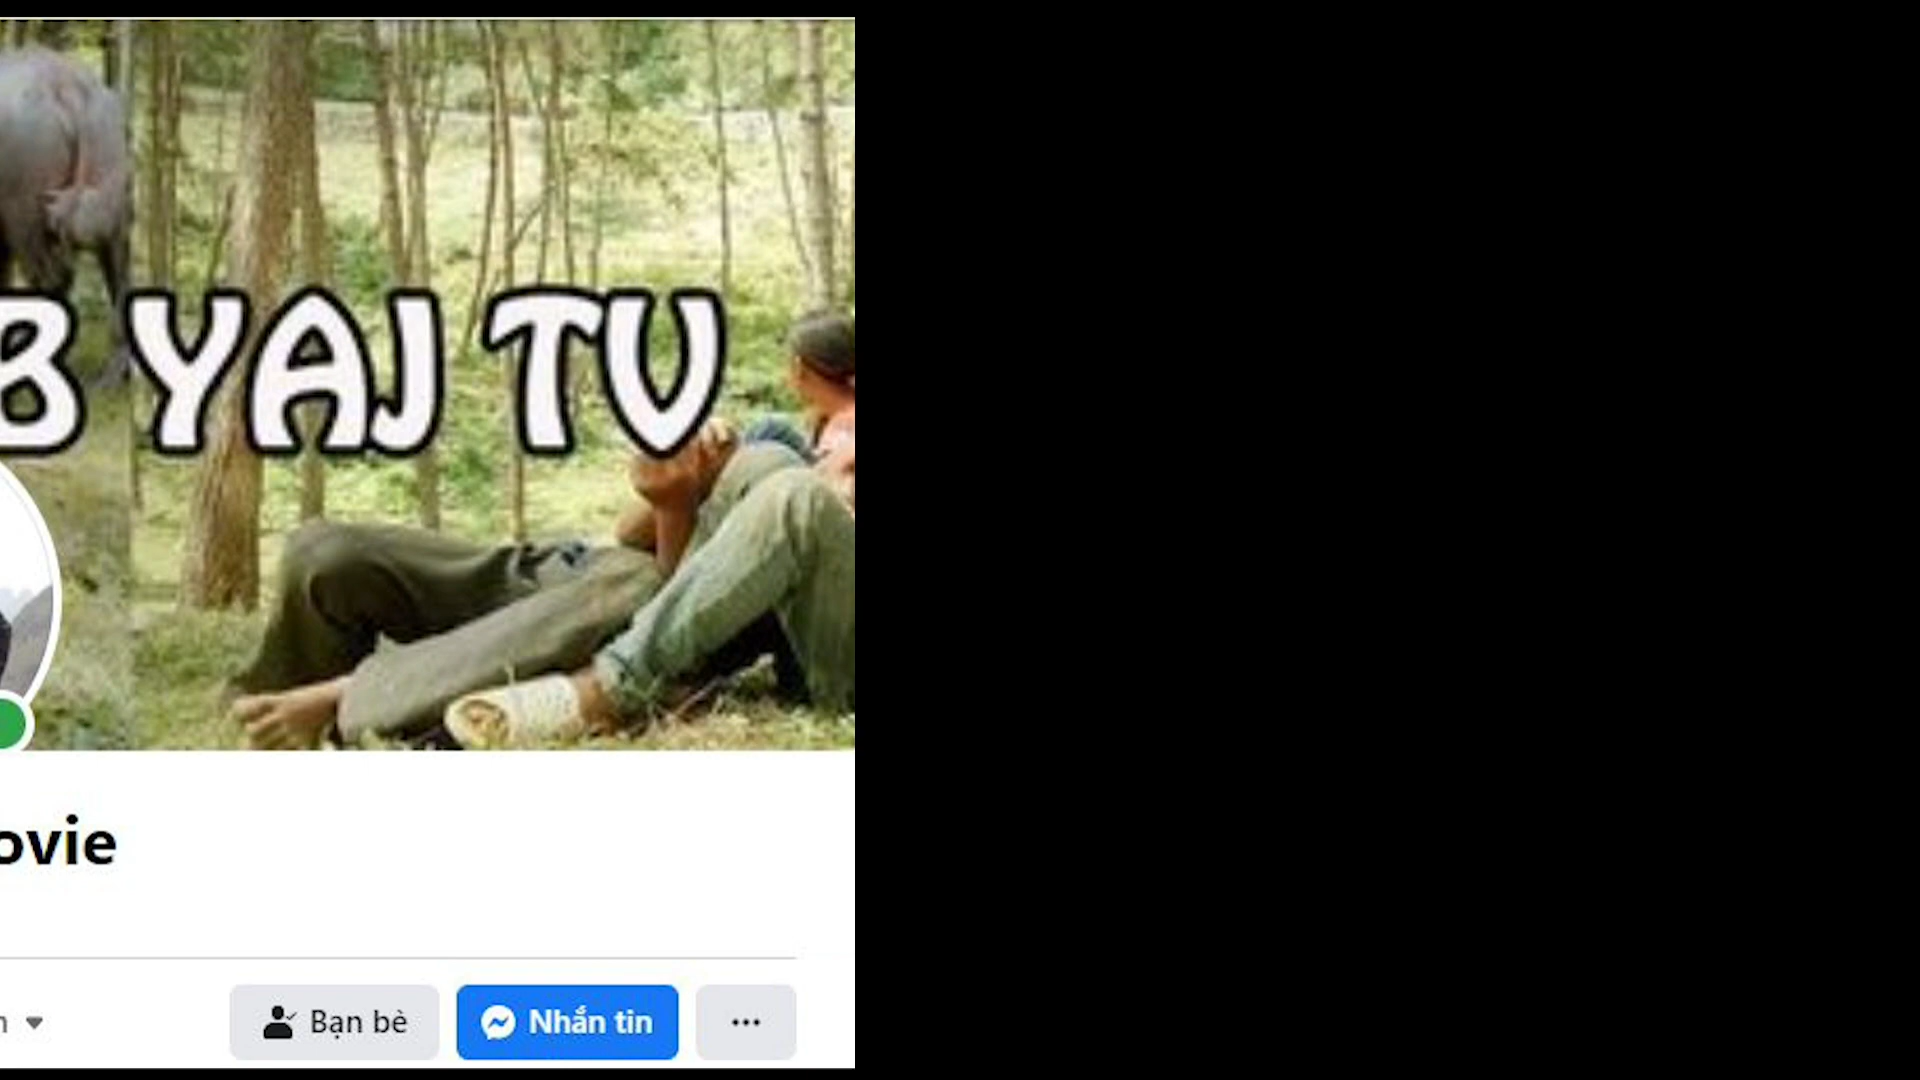 B YAJ TV
ovie
Bạn bè
Nhắn tin